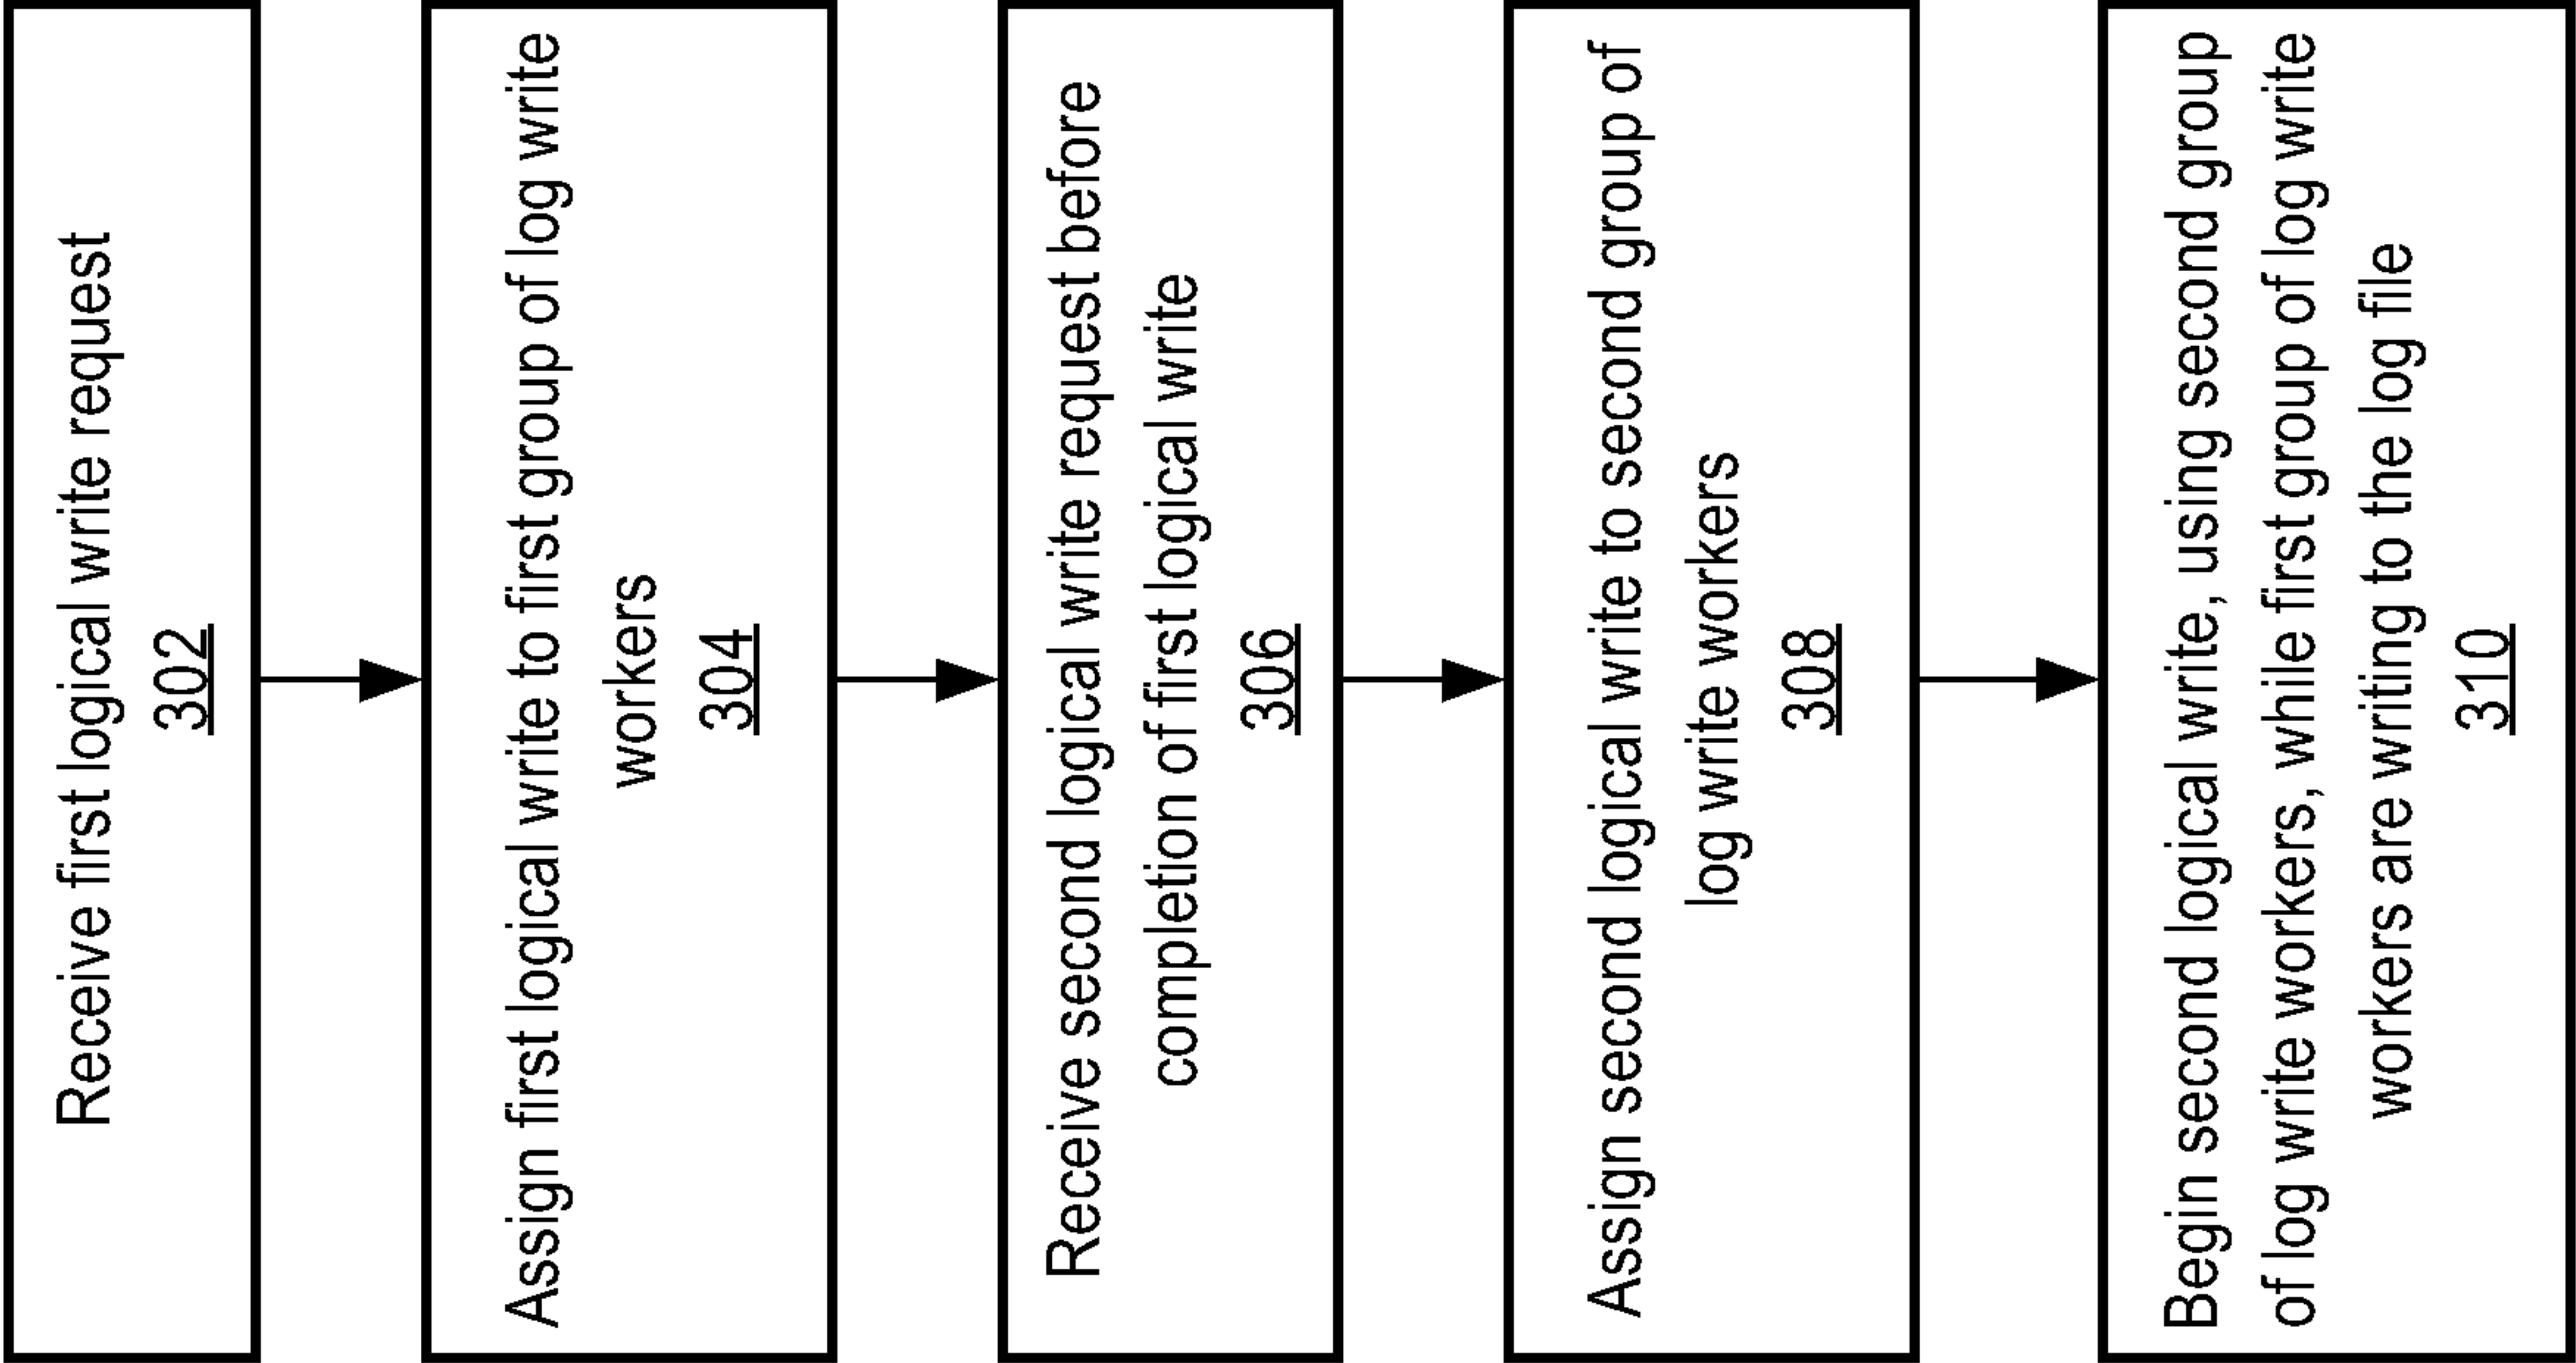 Receive first logical write request
302
Assign first logical write to first group of log write
workers
304
Receive second logical write request before
completion of first logical write
306
Assign second logical write to second group of
log write workers
308
Begin second logical write, using second group
of log write workers, while first group of log write
workers are writing to the log file
310